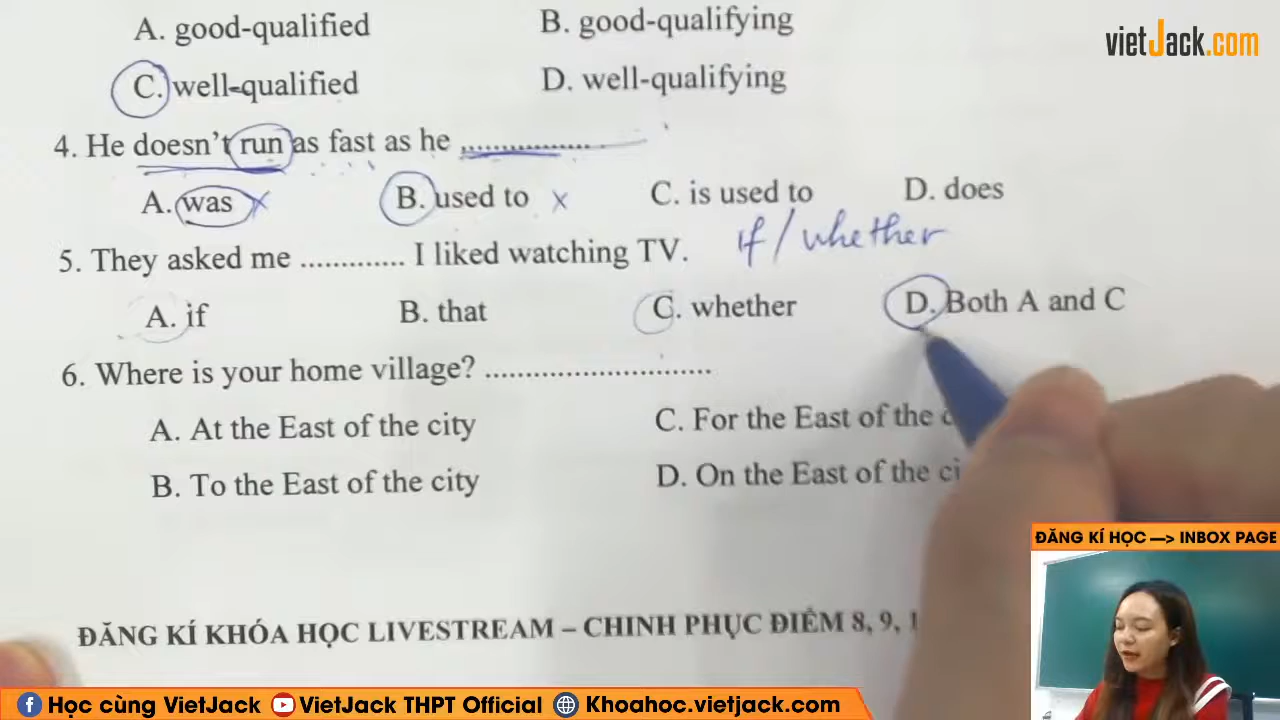 A. good-qualified B. good-qualifying
vietJack.com
C. well-qualified D. well-qualifying
4. He doesn't run as fast as he ..................
A. was x B. used to x C. is used to D. does
If / whether
5. They asked me ............. I liked watching TV.
A. if B. that C. whether D. Both A and C
6. Where is your home village? ............................
A. At the East of the city C. For the East of the
B. To the East of the city D. On the East of the
ĐĂNG KÍ HỌC —> INBOX PAGE
ĐĂNG KÍ KHÓA HỌC LIVESTREAM – CHINH PHỤC ĐIỂM 8, 9,
Học cùng VietJack VietJack THPT Official Khoahoc.vietjack.com